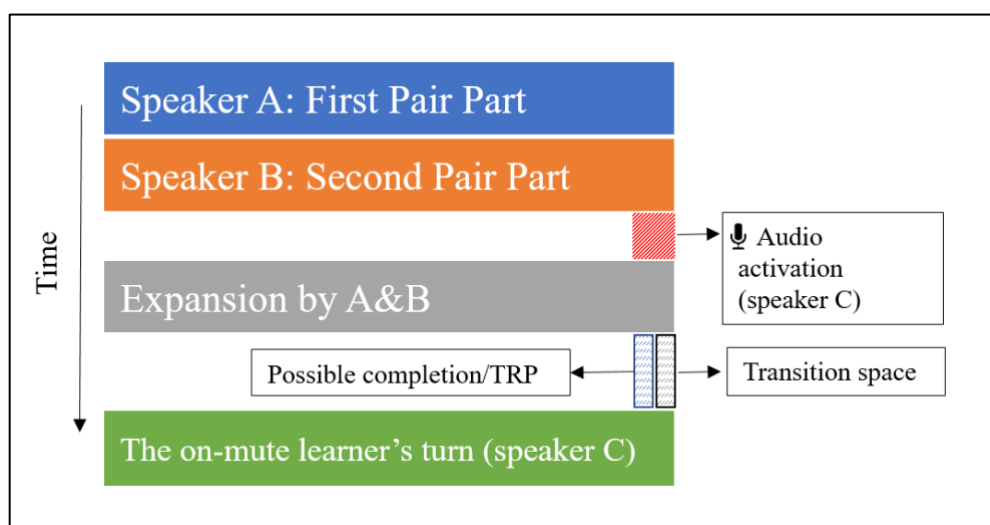 Speaker A: First Pair Part
Speaker B: Second Pair Part
Audio
activation
(speaker C)
Time
Expansion by A&B
Possible completion/TRP
Transition space
The on-mute learner’s turn (speaker C)